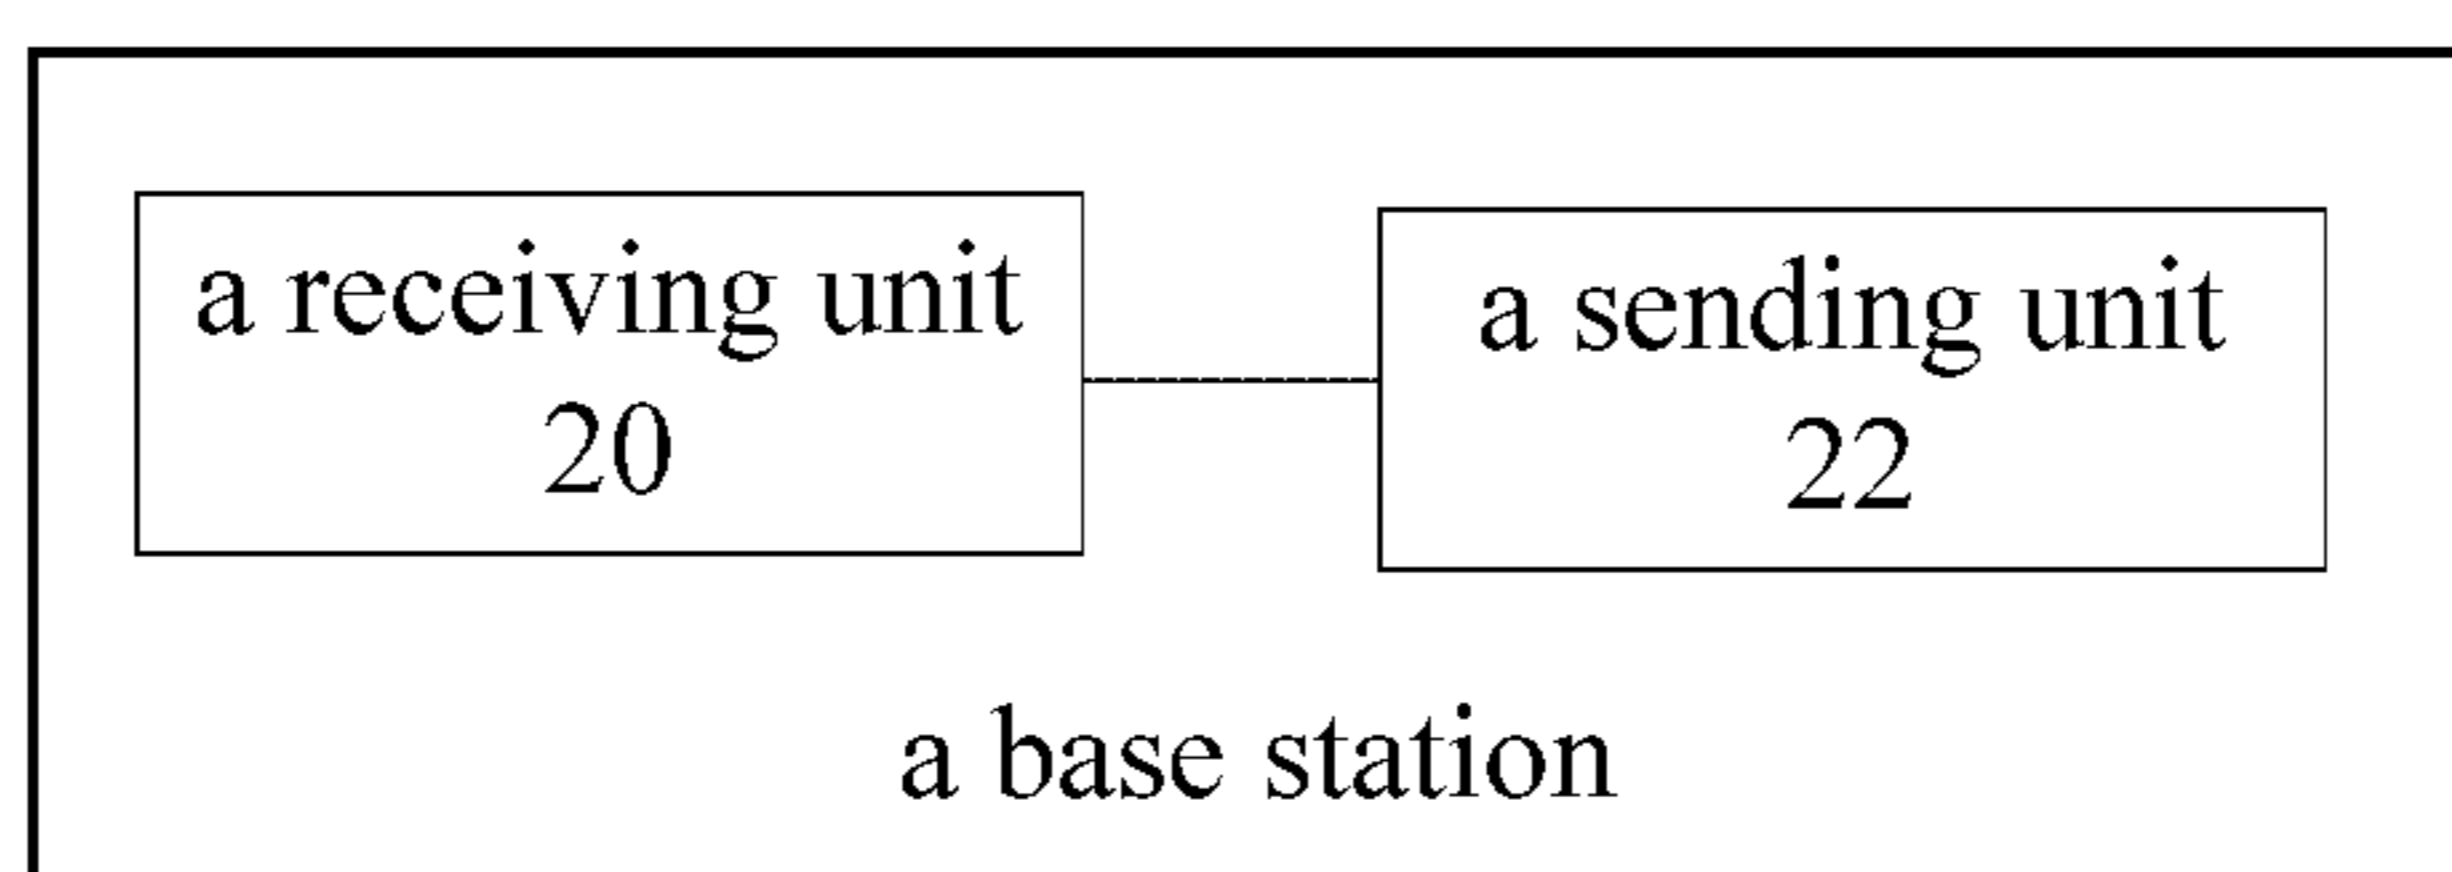 a receiving unit
20
a sending unit
22
a base station